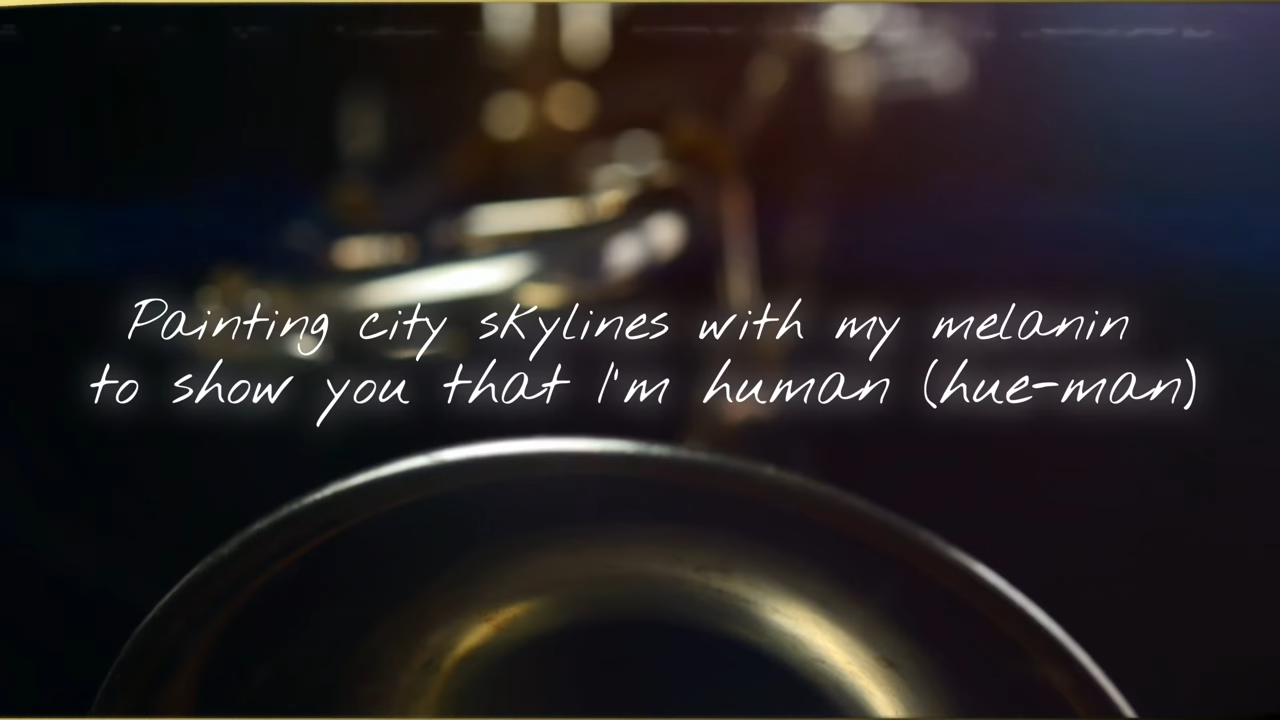 Painting city skylines with my melanin
to show you that I'm human (hue-man)